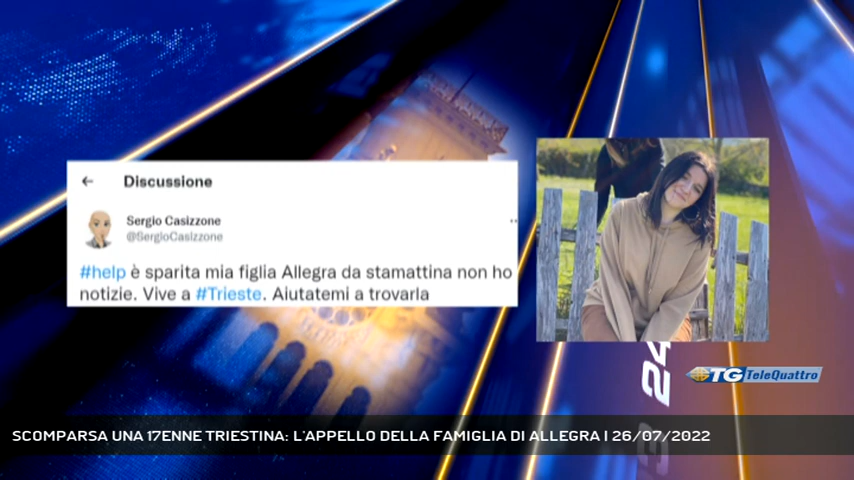 Discussione
Sergio Casizzone
@SergioCasizzone
#help è sparita mia figlia Allegra da stamattina non ho
notizie. Vive a #Trieste. Aiutatemi a trovarla
24
TG TeleQuattro
SCOMPARSA UNA 17ENNE TRIESTINA: L'APPELLO DELLA FAMIGLIA DI ALLEGRA | 26/07/2022